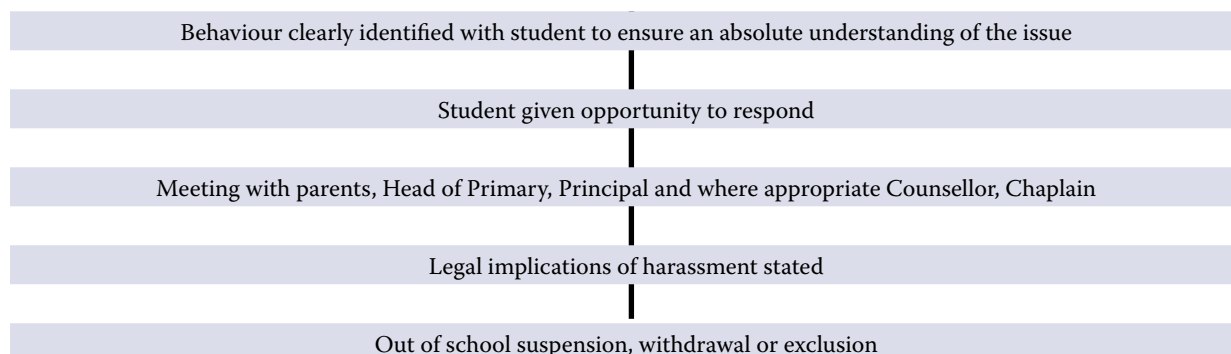 Behaviour clearly identified with student to ensure an absolute understanding of the issue
Student given opportunity to respond
Meeting with parents, Head of Primary, Principal and where appropriate Counsellor, Chaplain
Legal implications of harassment stated
Out of school suspension, withdrawal or exclusion